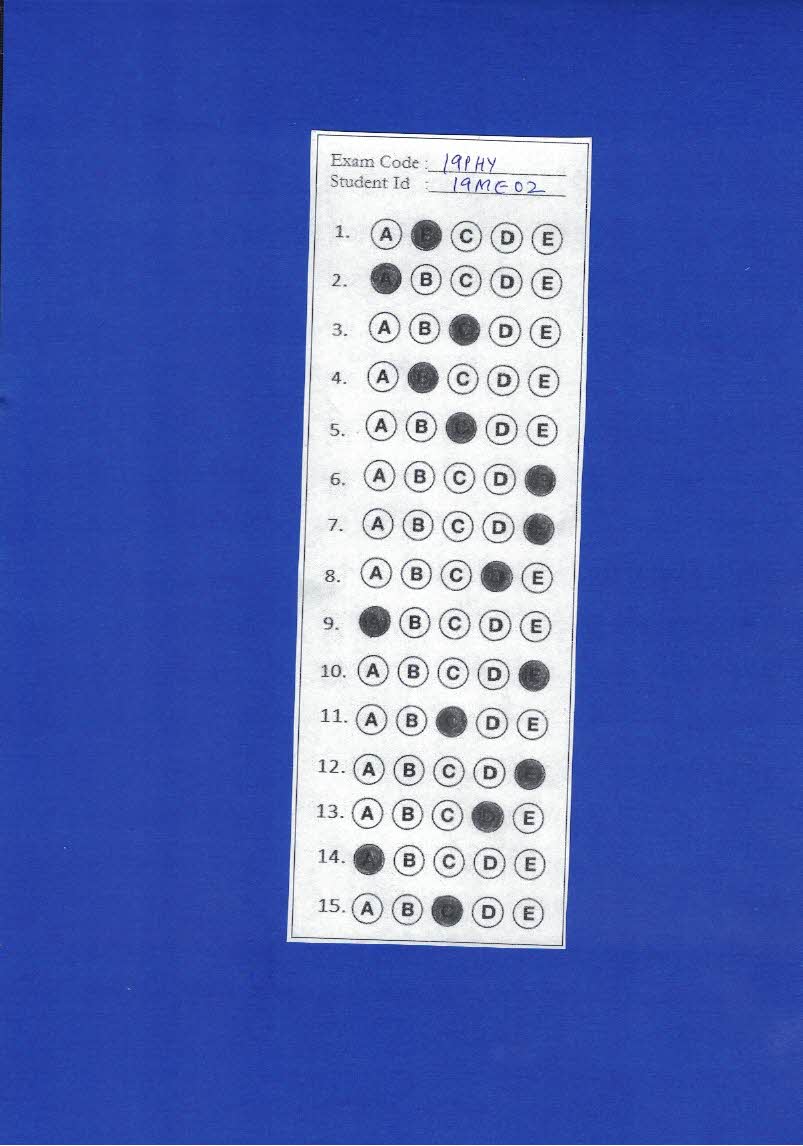 Exam Code : 19PHY
Student Id : 19ME02
1. A B C D E
2. A B C D E
3. A B C D E
4. A B C D E
5. A B C D E
6. A B C D E
7. A B C D E
8. A B C D E
9. A B C D E
10. A B C D E
11. A B C D E
12. A B C D E
13. A B C D E
14. A B C D E
15. A B C D E